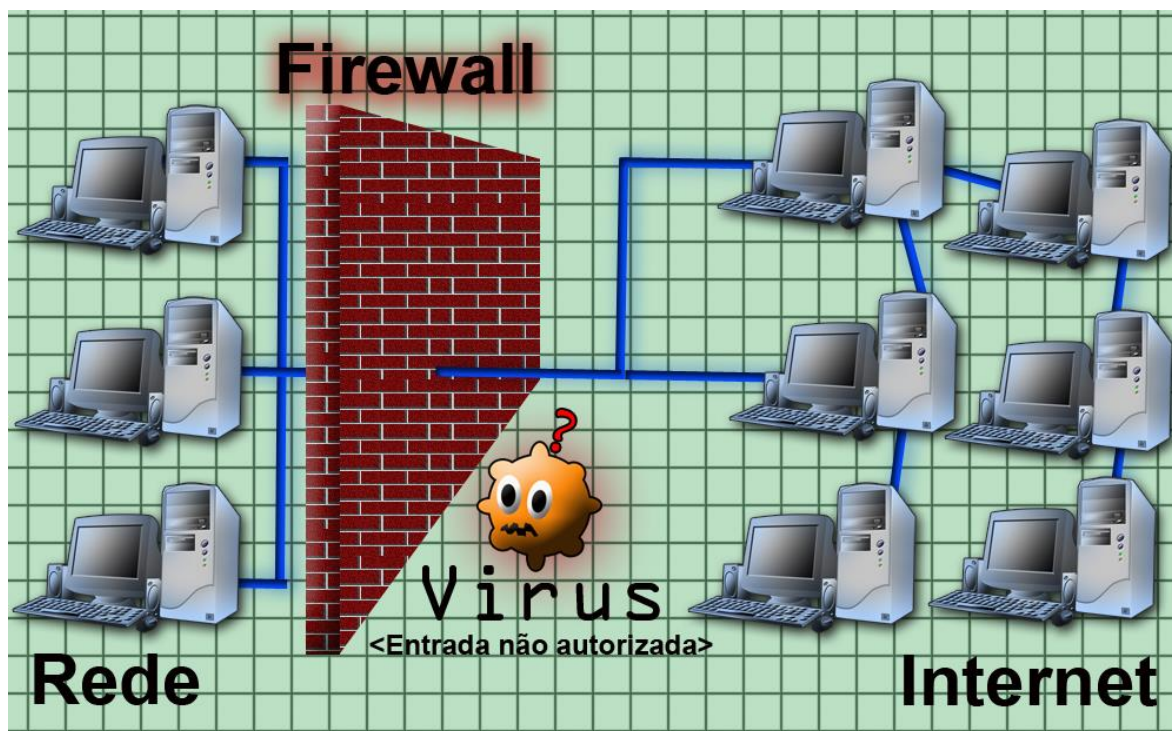 Firewall
?
Virus
<Entrada não autorizada>
Rede
Internet